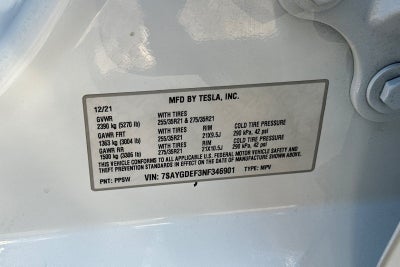 MFD BY TESLA, INC.
12/21
GVWR WITH TIRES
2390 kg (5270 lb) 255/35R21 & 275/35R21
GAWR FRT WITH TIRES RIM COLD TIRE PRESSURE
1363 kg (3004 lb) 255/35R21 21X9.5J 290 kPa, 42 psi
GAWR RR WITH TIRES RIM COLD TIRE PRESSURE
1500 kg (3306 lb) 275/35R21 21X10.5J 290 kPa, 42 psi
THIS VEHICLE CONFORMS TO ALL APPLICABLE U.S. FEDERAL MOTOR VEHICLE SAFETY AND
THEFT PREVENTION STANDARDS IN EFFECT ON THE DATE OF MANUFACTURE SHOWN ABOVE.
PNT: PPSW VIN: 7SAYGDEF3NF346901 TYPE: MPV